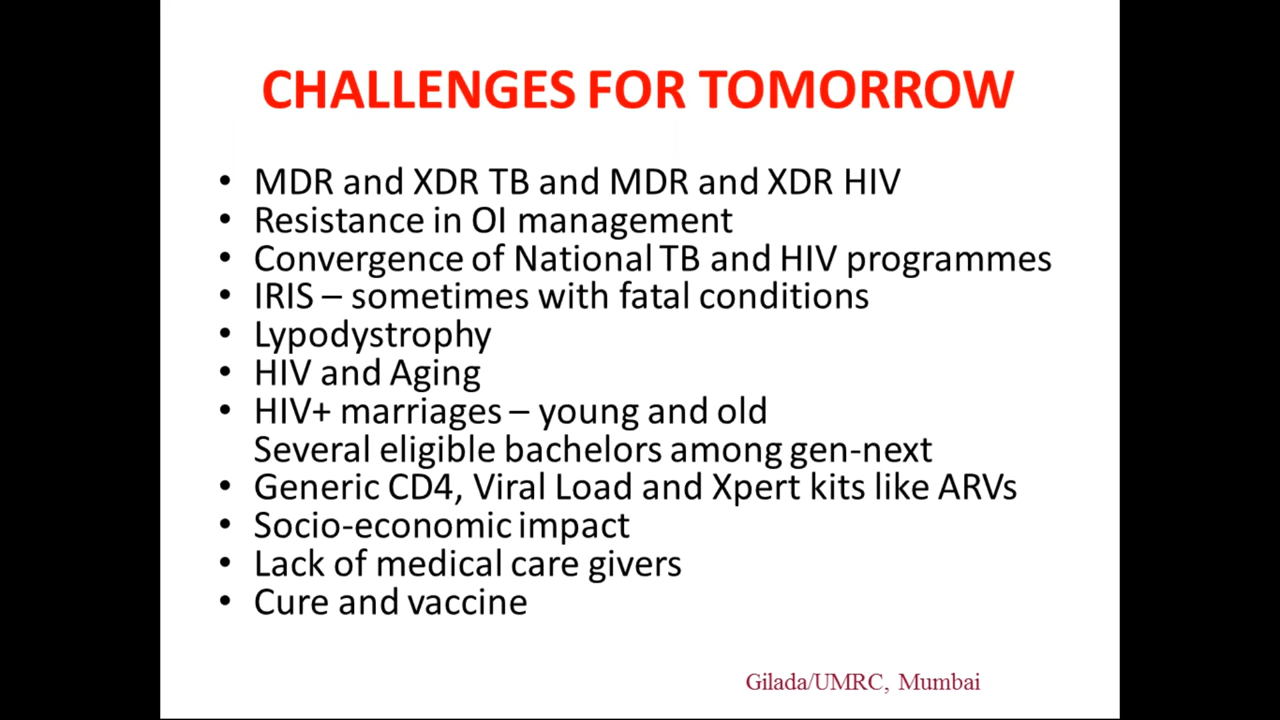 CHALLENGES FOR TOMORROW
• MDR and XDR TB and MDR and XDR HIV
• Resistance in OI management
• Convergence of National TB and HIV programmes
• IRIS – sometimes with fatal conditions
• Lypodystrophy
• HIV and Aging
• HIV+ marriages – young and old
Several eligible bachelors among gen-next
• Generic CD4, Viral Load and Xpert kits like ARVs
• Socio-economic impact
• Lack of medical care givers
• Cure and vaccine
Gilada/UMRC, Mumbai